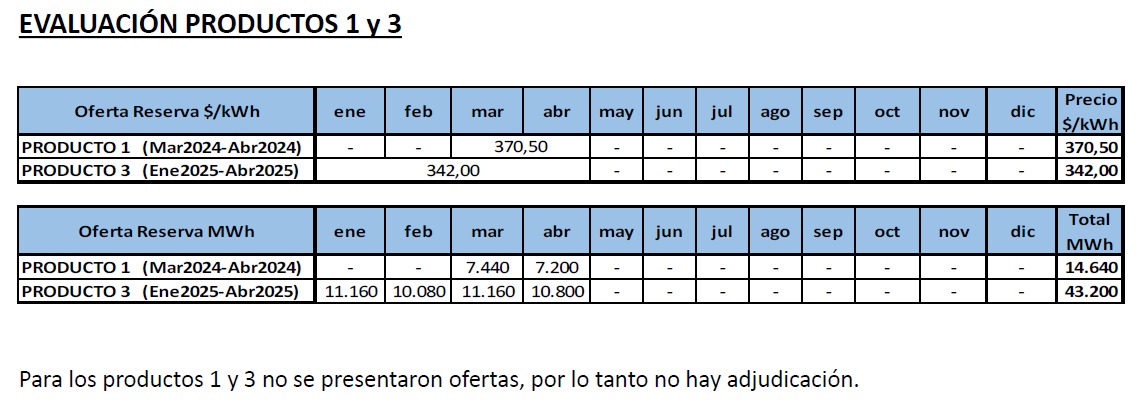 EVALUACIÓN PRODUCTOS 1 y 3
Oferta Reserva $/kWh ene feb mar abr may jun jul ago sep oct nov dic Precio $/kWh
PRODUCTO 1 (Mar2024-Abr2024) - - 370,50 - - - - - - - - 370,50
PRODUCTO 3 (Ene2025-Abr2025) 342,00 - - - - - - - - 342,00
Oferta Reserva MWh ene feb mar abr may jun jul ago sep oct nov dic Total MWh
PRODUCTO 1 (Mar2024-Abr2024) - - 7.440 7.200 - - - - - - - - 14.640
PRODUCTO 3 (Ene2025-Abr2025) 11.160 10.080 11.160 10.800 - - - - - - - - 43.200
Para los productos 1 y 3 no se presentaron ofertas, por lo tanto no hay adjudicación.